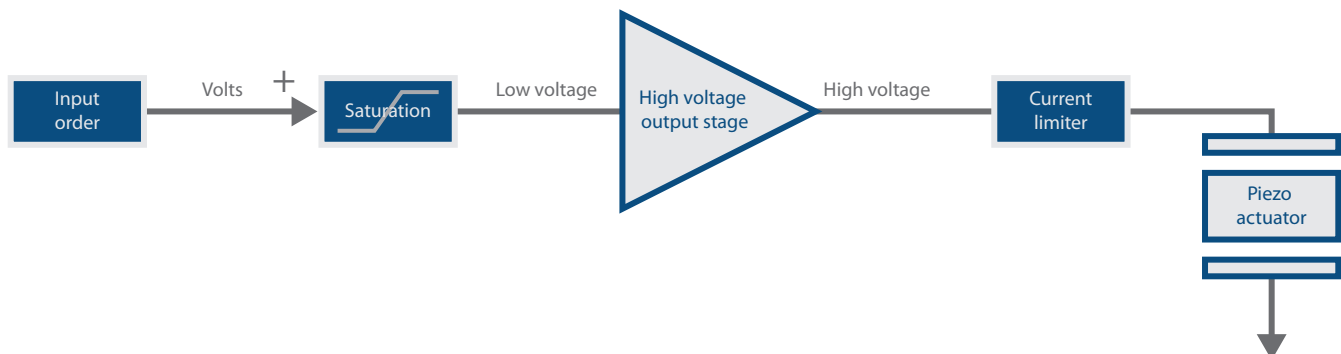 Input
order
Volts
+
Saturation
Low voltage
High voltage
output stage
High voltage
Current
limiter
Piezo
actuator